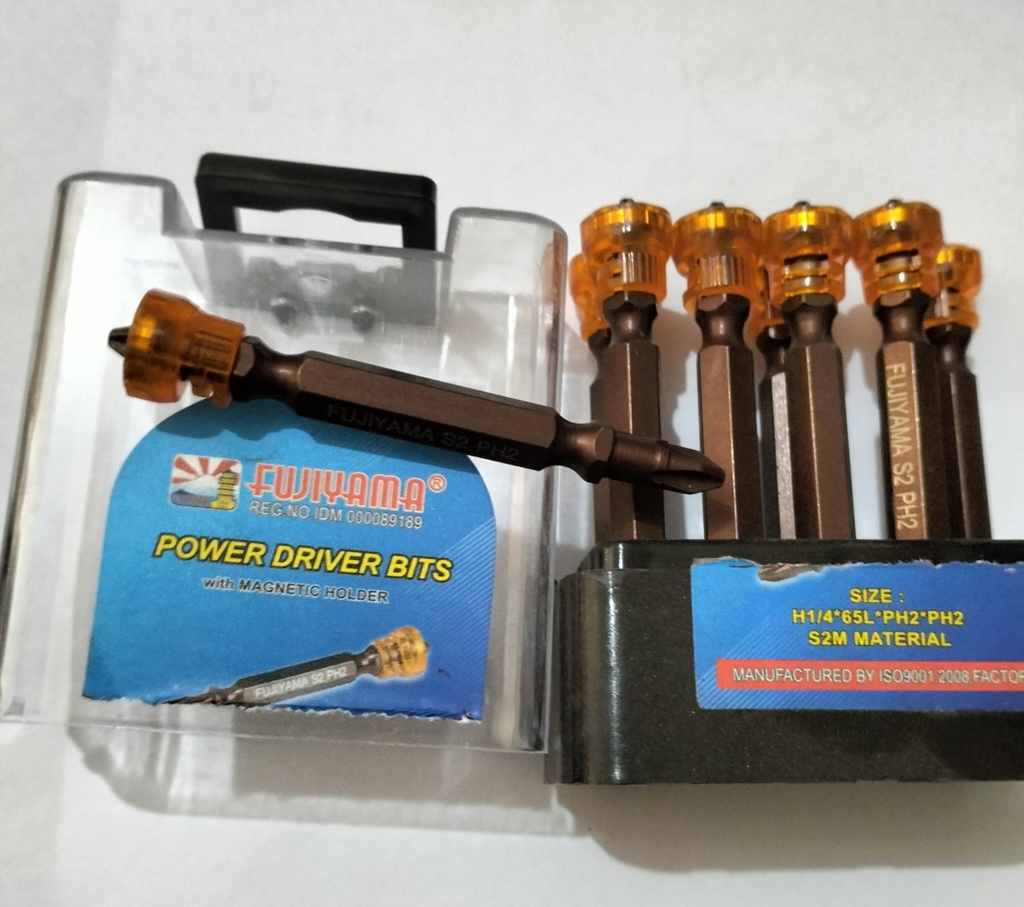 FUJIYAMA S2 PH2
FUJIYAMA®
REG.NO IDM 000089189
POWER DRIVER BITS
with MAGNETIC HOLDER
FUJIYAMA S2 PH2
FUJIYAMA S2 PH2
SIZE :
H1/4*65L*PH2*PH2
S2M MATERIAL
MANUFACTURED BY ISO9001 2008 FACTOR